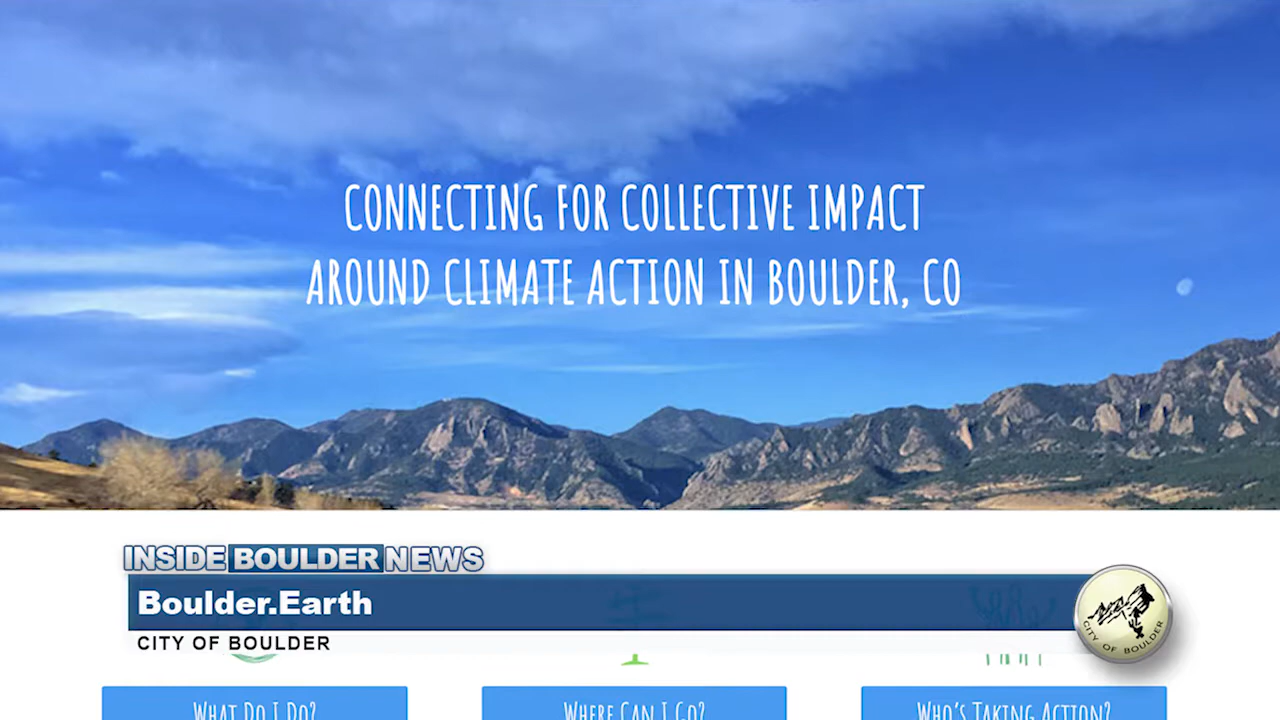 CONNECTING FOR COLLECTIVE IMPACT
AROUND CLIMATE ACTION IN BOULDER, CO
INSIDE BOULDER NEWS
Boulder.Earth
CITY OF BOULDER
CITY OF BOULDER
WHAT DO I DO?
WHERE CAN I GO?
WHO'S TAKING ACTION?